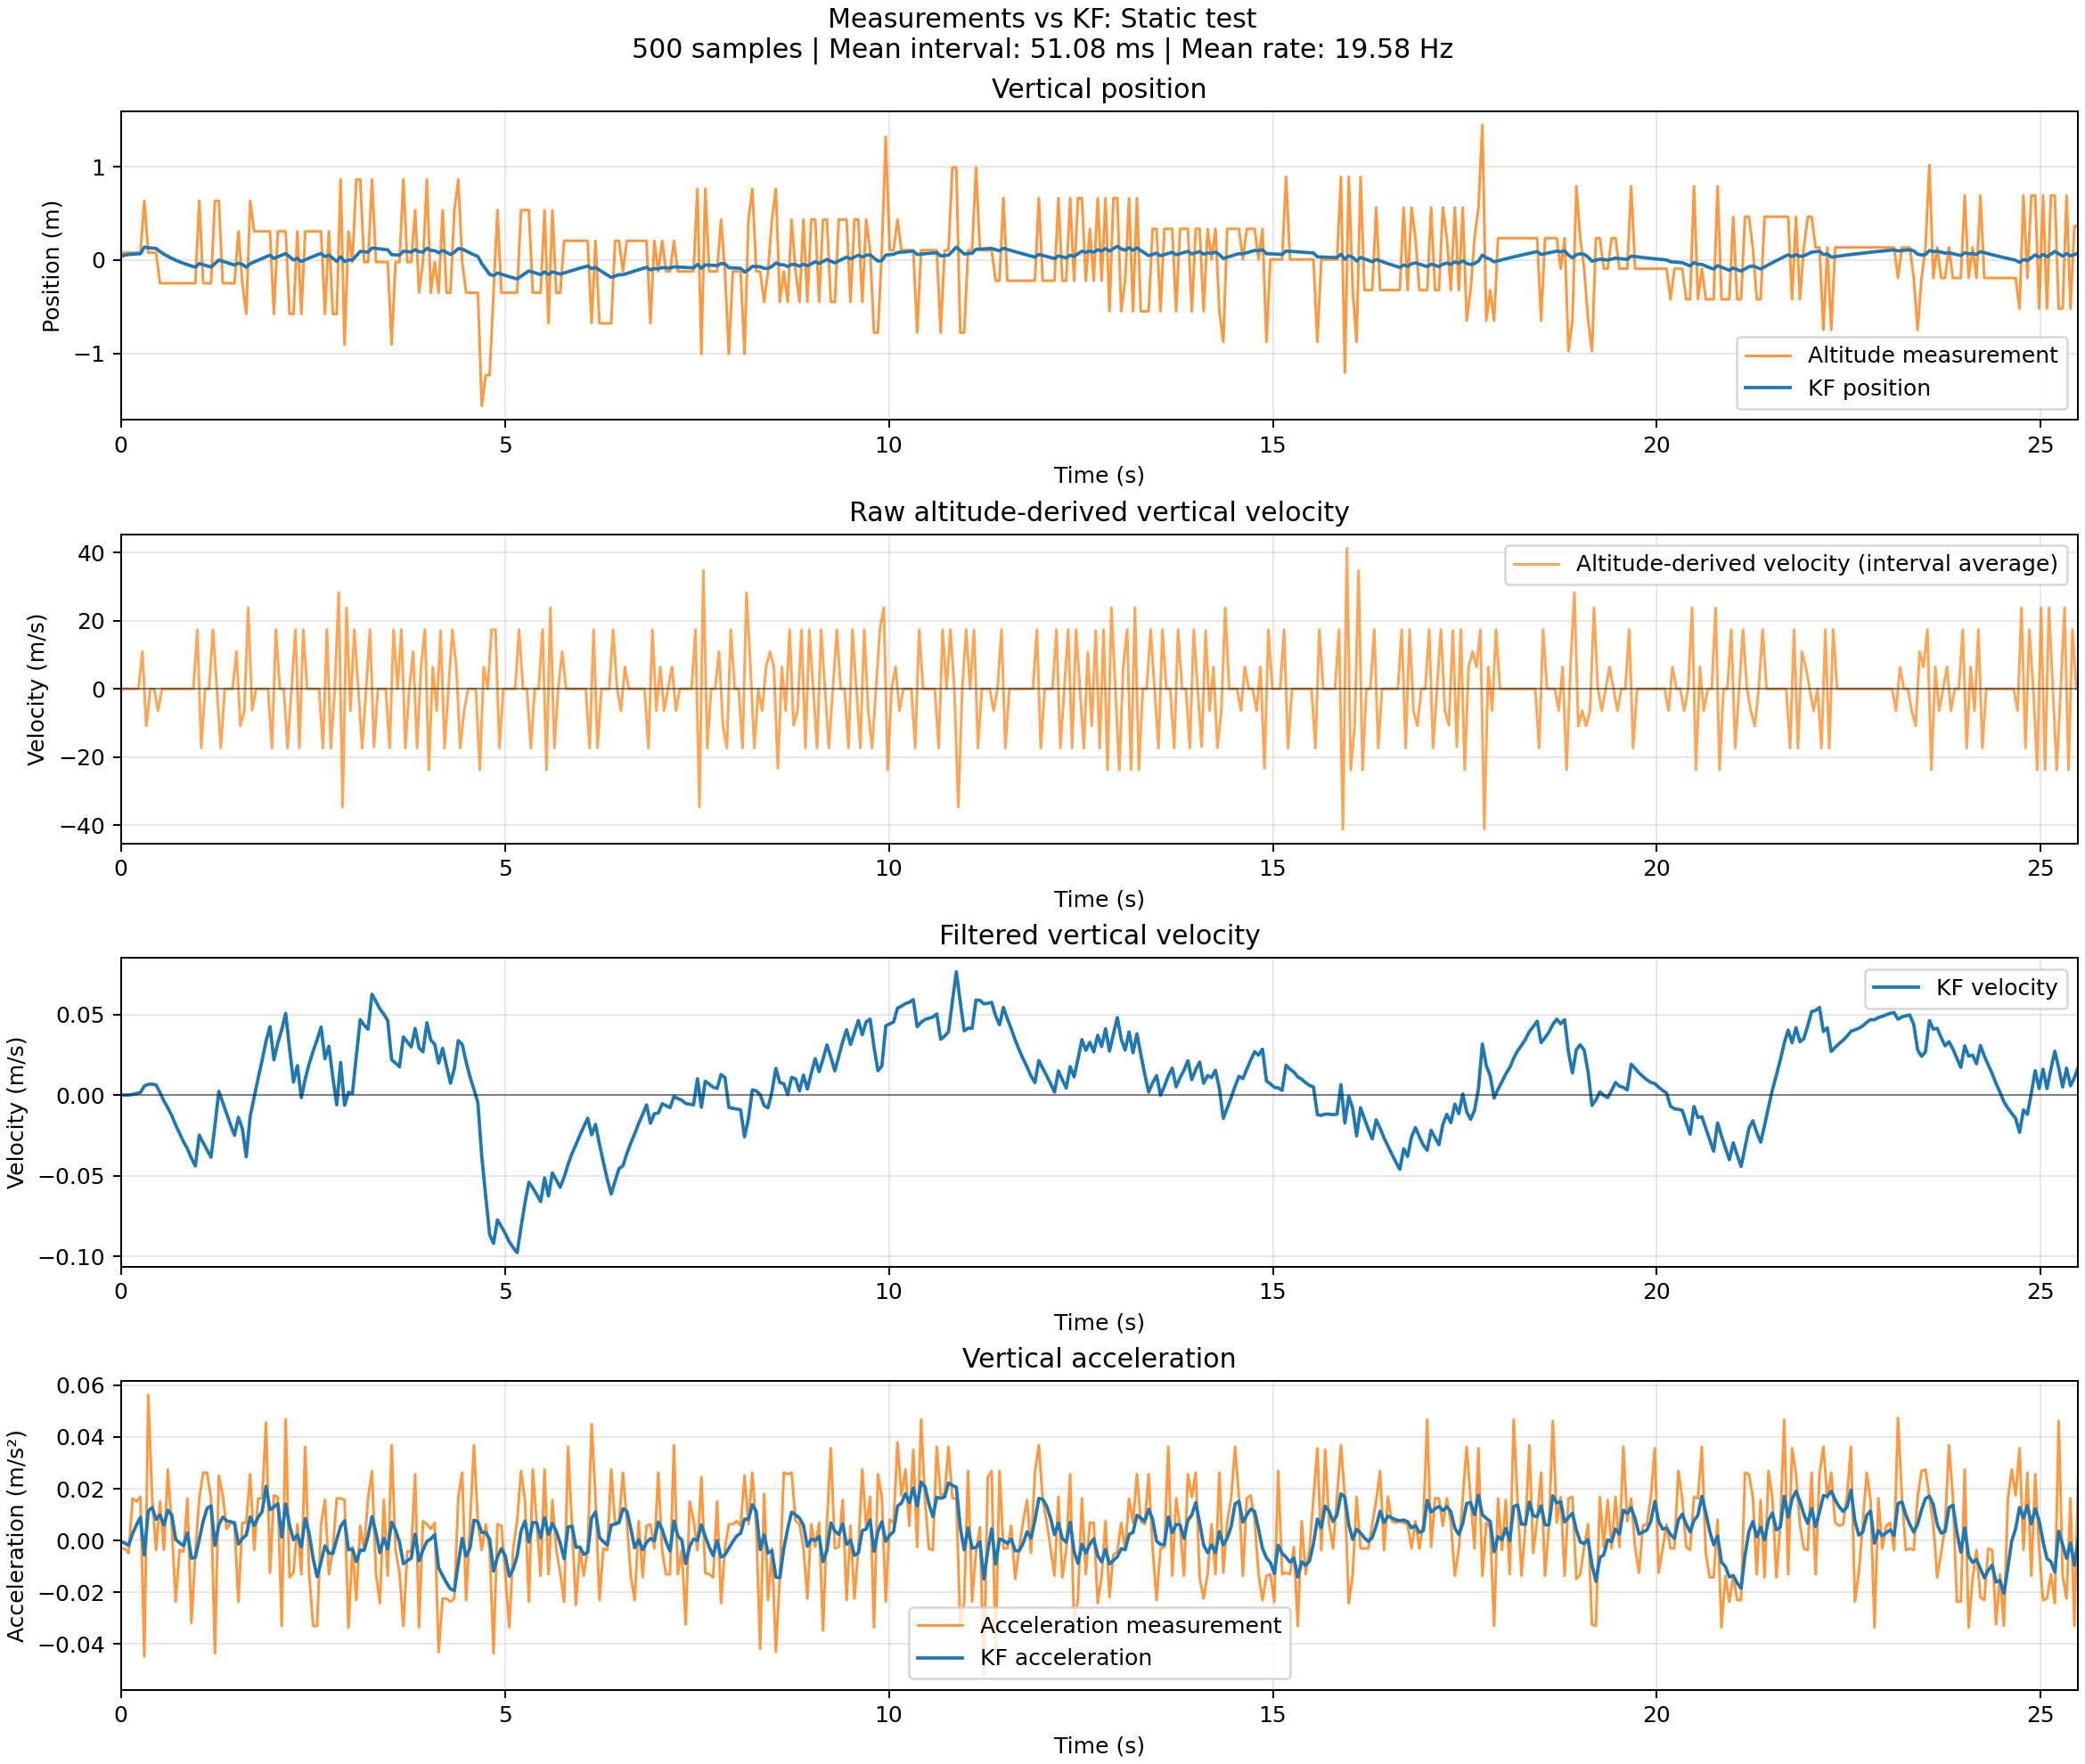 Measurements vs KF: Static test
500 samples | Mean interval: 51.08 ms | Mean rate: 19.58 Hz
Vertical position
Position (m)
1
0
−1
Altitude measurement
KF position
0 5 10 15 20 25
Time (s)
Raw altitude-derived vertical velocity
Velocity (m/s)
40
20
0
−20
−40
Altitude-derived velocity (interval average)
0 5 10 15 20 25
Time (s)
Filtered vertical velocity
Velocity (m/s)
0.05
0.00
−0.05
−0.10
KF velocity
0 5 10 15 20 25
Time (s)
Vertical acceleration
Acceleration (m/s²)
0.06
0.04
0.02
0.00
−0.02
−0.04
Acceleration measurement
KF acceleration
0 5 10 15 20 25
Time (s)